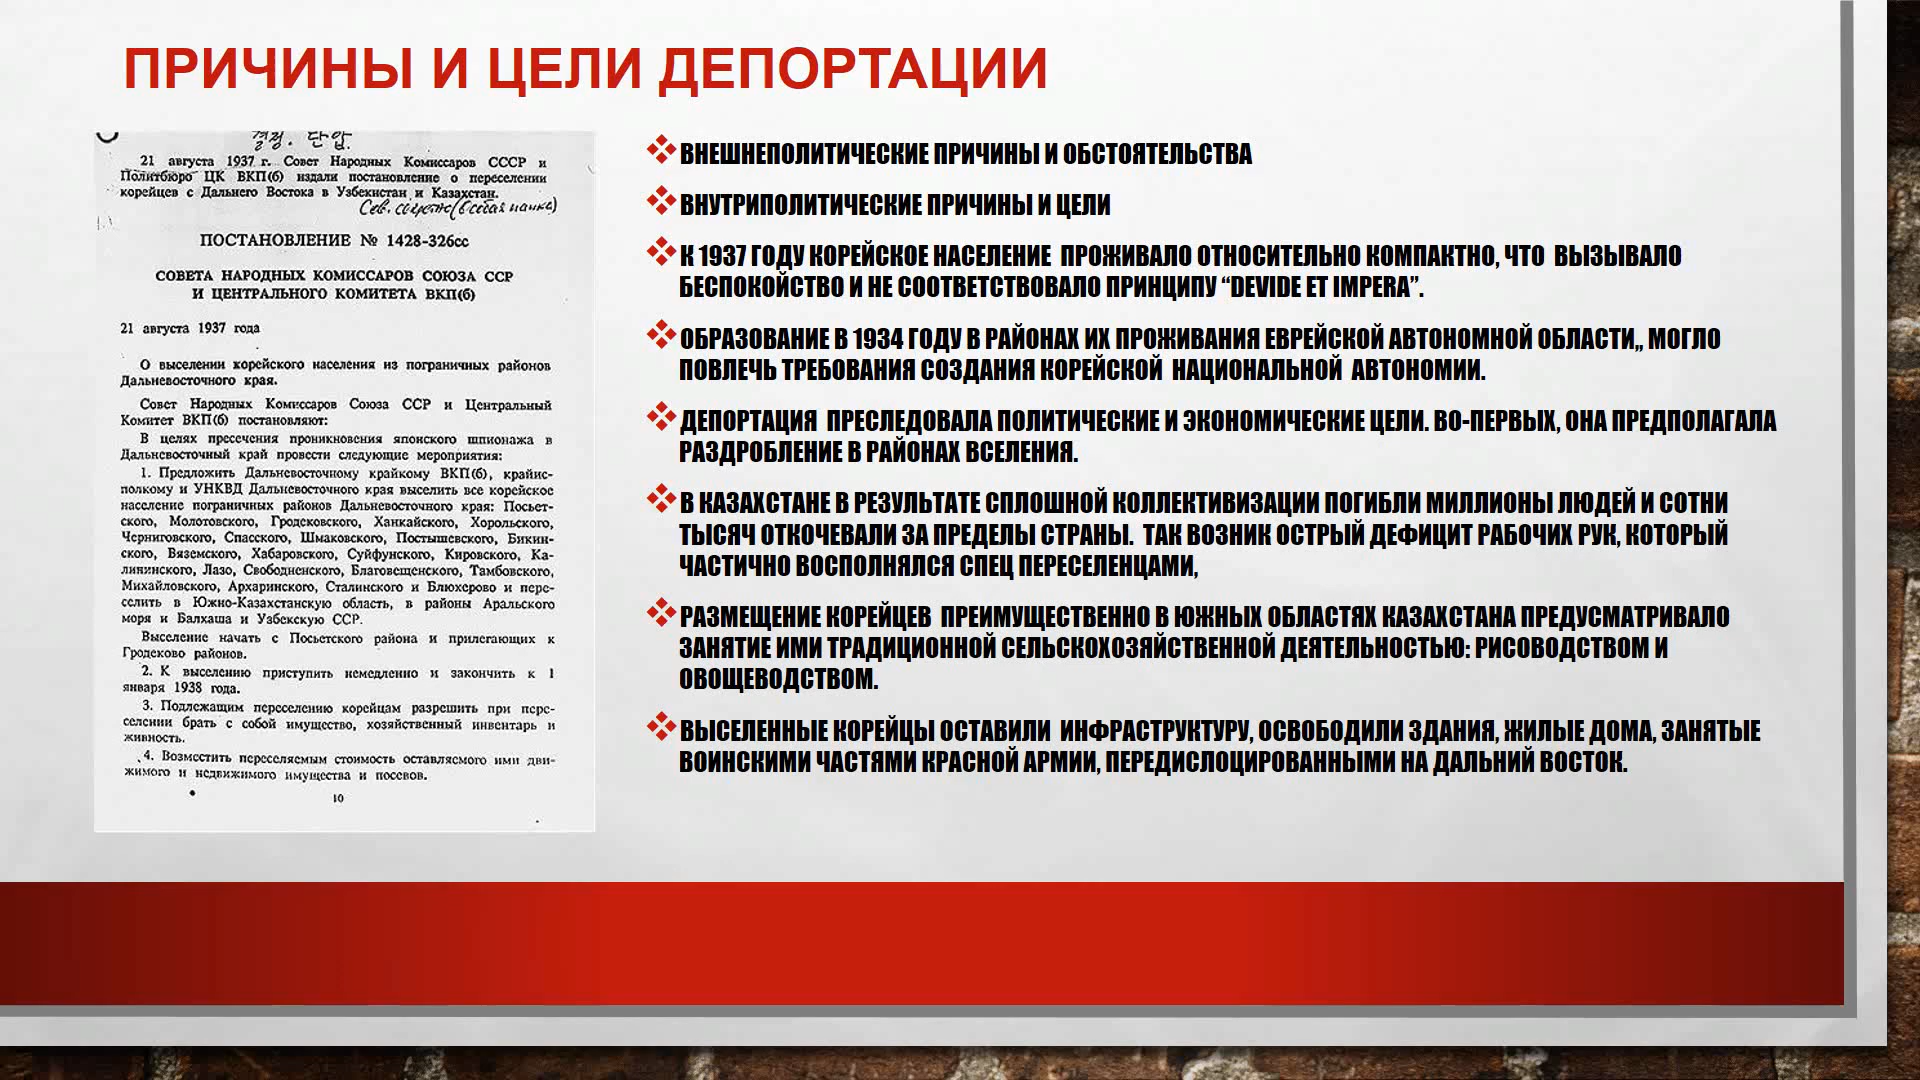 ПРИЧИНЫ И ЦЕЛИ ДЕПОРТАЦИИ
21 августа 1937 г. Совет Народных Комиссаров СССР и
Политбюро ЦК ВКП(б) издали постановление о переселении
корейцев с Дальнего Востока в Узбекистан и Казахстан.
ПОСТАНОВЛЕНИЕ № 1428-326сс
СОВЕТА НАРОДНЫХ КОМИССАРОВ СОЮЗА ССР
И ЦЕНТРАЛЬНОГО КОМИТЕТА ВКП(б)
21 августа 1937 года
О выселении корейского населения из пограничных районов
Дальневосточного края.
Совет Народных Комиссаров Союза ССР и Центральный
Комитет ВКП(б) постановляют:
В целях пресечения проникновения японского шпионажа в
Дальневосточный край провести следующие мероприятия:
1. Предложить Дальневосточному крайкому ВКП(б), крайис-
полкому и УНКВД Дальневосточного края выселить все корейское
население пограничных районов Дальневосточного края: Посьет-
ского, Молотовского, Гродековского, Ханкайского, Хорольского,
Черниговского, Спасского, Шмаковского, Постышевского, Бикин-
ского, Вяземского, Хабаровского, Суйфунского, Кировского, Ка-
лининского, Лазо, Свободненского, Благовещенского, Тамбовского,
Михайловского, Архаринского, Сталинского и Блюхерово и пере-
селить в Южно-Казахстанскую область, в районы Аральского
моря и Балхаша и Узбекскую ССР.
Выселение начать с Посьетского района и прилегающих к
Гродеково районов.
2. К выселению приступить немедленно и закончить к 1
января 1938 года.
3. Подлежащим переселению корейцам разрешить при пере-
селении брать с собой имущество, хозяйственный инвентарь и
живность.
4. Возместить переселяемым стоимость оставляемого ими дви-
жимого и недвижимого имущества и посевов.
10
ВНЕШНЕПОЛИТИЧЕСКИЕ ПРИЧИНЫ И ОБСТОЯТЕЛЬСТВА
ВНУТРИПОЛИТИЧЕСКИЕ ПРИЧИНЫ И ЦЕЛИ
К 1937 ГОДУ КОРЕЙСКОЕ НАСЕЛЕНИЕ ПРОЖИВАЛО ОТНОСИТЕЛЬНО КОМПАКТНО, ЧТО ВЫЗЫВАЛО
БЕСПОКОЙСТВО И НЕ СООТВЕТСТВОВАЛО ПРИНЦИПУ “DEVIDE ET IMPERA”.
ОБРАЗОВАНИЕ В 1934 ГОДУ В РАЙОНАХ ИХ ПРОЖИВАНИЯ ЕВРЕЙСКОЙ АВТОНОМНОЙ ОБЛАСТИ,, МОГЛО
ПОВЛЕЧЬ ТРЕБОВАНИЯ СОЗДАНИЯ КОРЕЙСКОЙ НАЦИОНАЛЬНОЙ АВТОНОМИИ.
ДЕПОРТАЦИЯ ПРЕСЛЕДОВАЛА ПОЛИТИЧЕСКИЕ И ЭКОНОМИЧЕСКИЕ ЦЕЛИ. ВО-ПЕРВЫХ, ОНА ПРЕДПОЛАГАЛА
РАЗДРОБЛЕНИЕ В РАЙОНАХ ВСЕЛЕНИЯ.
В КАЗАХСТАНЕ В РЕЗУЛЬТАТЕ СПЛОШНОЙ КОЛЛЕКТИВИЗАЦИИ ПОГИБЛИ МИЛЛИОНЫ ЛЮДЕЙ И СОТНИ
ТЫСЯЧ ОТКОЧЕВАЛИ ЗА ПРЕДЕЛЫ СТРАНЫ. ТАК ВОЗНИК ОСТРЫЙ ДЕФИЦИТ РАБОЧИХ РУК, КОТОРЫЙ
ЧАСТИЧНО ВОСПОЛНЯЛСЯ СПЕЦ ПЕРЕСЕЛЕНЦАМИ,
РАЗМЕЩЕНИЕ КОРЕЙЦЕВ ПРЕИМУЩЕСТВЕННО В ЮЖНЫХ ОБЛАСТЯХ КАЗАХСТАНА ПРЕДУСМАТРИВАЛО
ЗАНЯТИЕ ИМИ ТРАДИЦИОННОЙ СЕЛЬСКОХОЗЯЙСТВЕННОЙ ДЕЯТЕЛЬНОСТЬЮ: РИСОВОДСТВОМ И
ОВОЩЕВОДСТВОМ.
ВЫСЕЛЕННЫЕ КОРЕЙЦЫ ОСТАВИЛИ ИНФРАСТРУКТУРУ, ОСВОБОДИЛИ ЗДАНИЯ, ЖИЛЫЕ ДОМА, ЗАНЯТЫЕ
ВОИНСКИМИ ЧАСТЯМИ КРАСНОЙ АРМИИ, ПЕРЕДИСЛОЦИРОВАННЫМИ НА ДАЛЬНИЙ ВОСТОК.